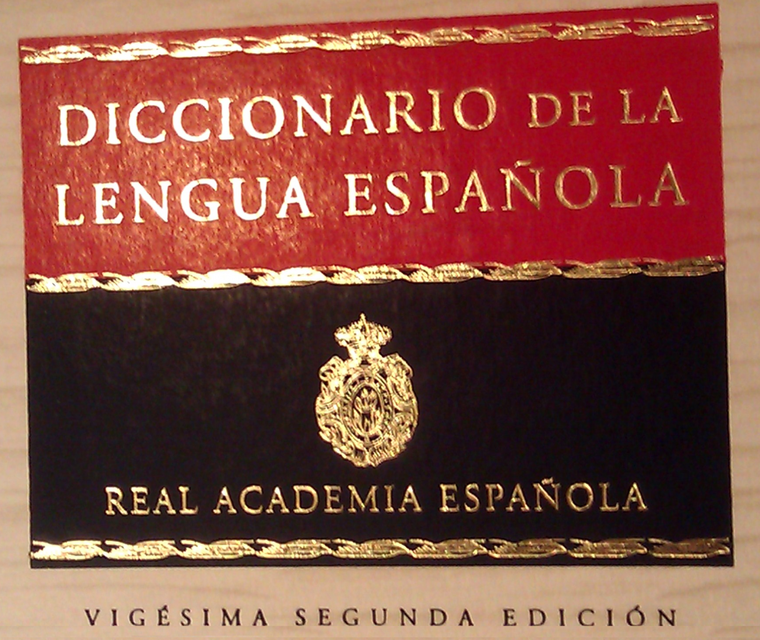 DICCIONARIO DE LA
LENGUA ESPAÑOLA
REAL ACADEMIA ESPAÑOLA
VIGÉSIMA SEGUNDA EDICIÓN